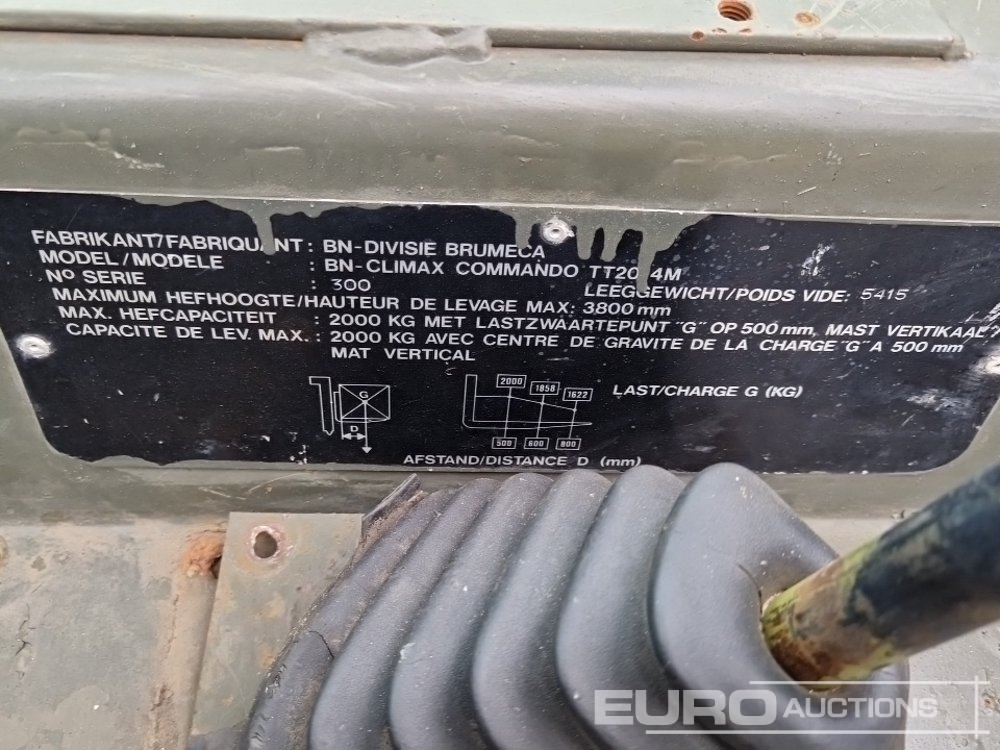 FABRIKANT/FABRIQUANT : BN-DIVISIE BRUMECA
MODEL/MODELE : BN-CLIMAX COMMANDO
Nº SERIE : 300
LEEGGEWICHT/POIDS VIDE: 5415
MAXIMUM HEFHOOGTE/HAUTEUR DE LEVAGE MAX: 3800 mm
MAX. HEFCAPACITEIT : 2000 KG MET LASTZWAARTEPUNT "G" OP 500 mm, MAST VERTIKAAL
CAPACITE DE LEV. MAX. : 2000 KG AVEC CENTRE DE GRAVITE DE LA CHARGE "G" A 500 mm
MAT VERTICAL
G
D
2000 1858 1622
500 600 800
LAST/CHARGE G (KG)
AFSTAND/DISTANCE D (mm)
EURO AUCTIONS